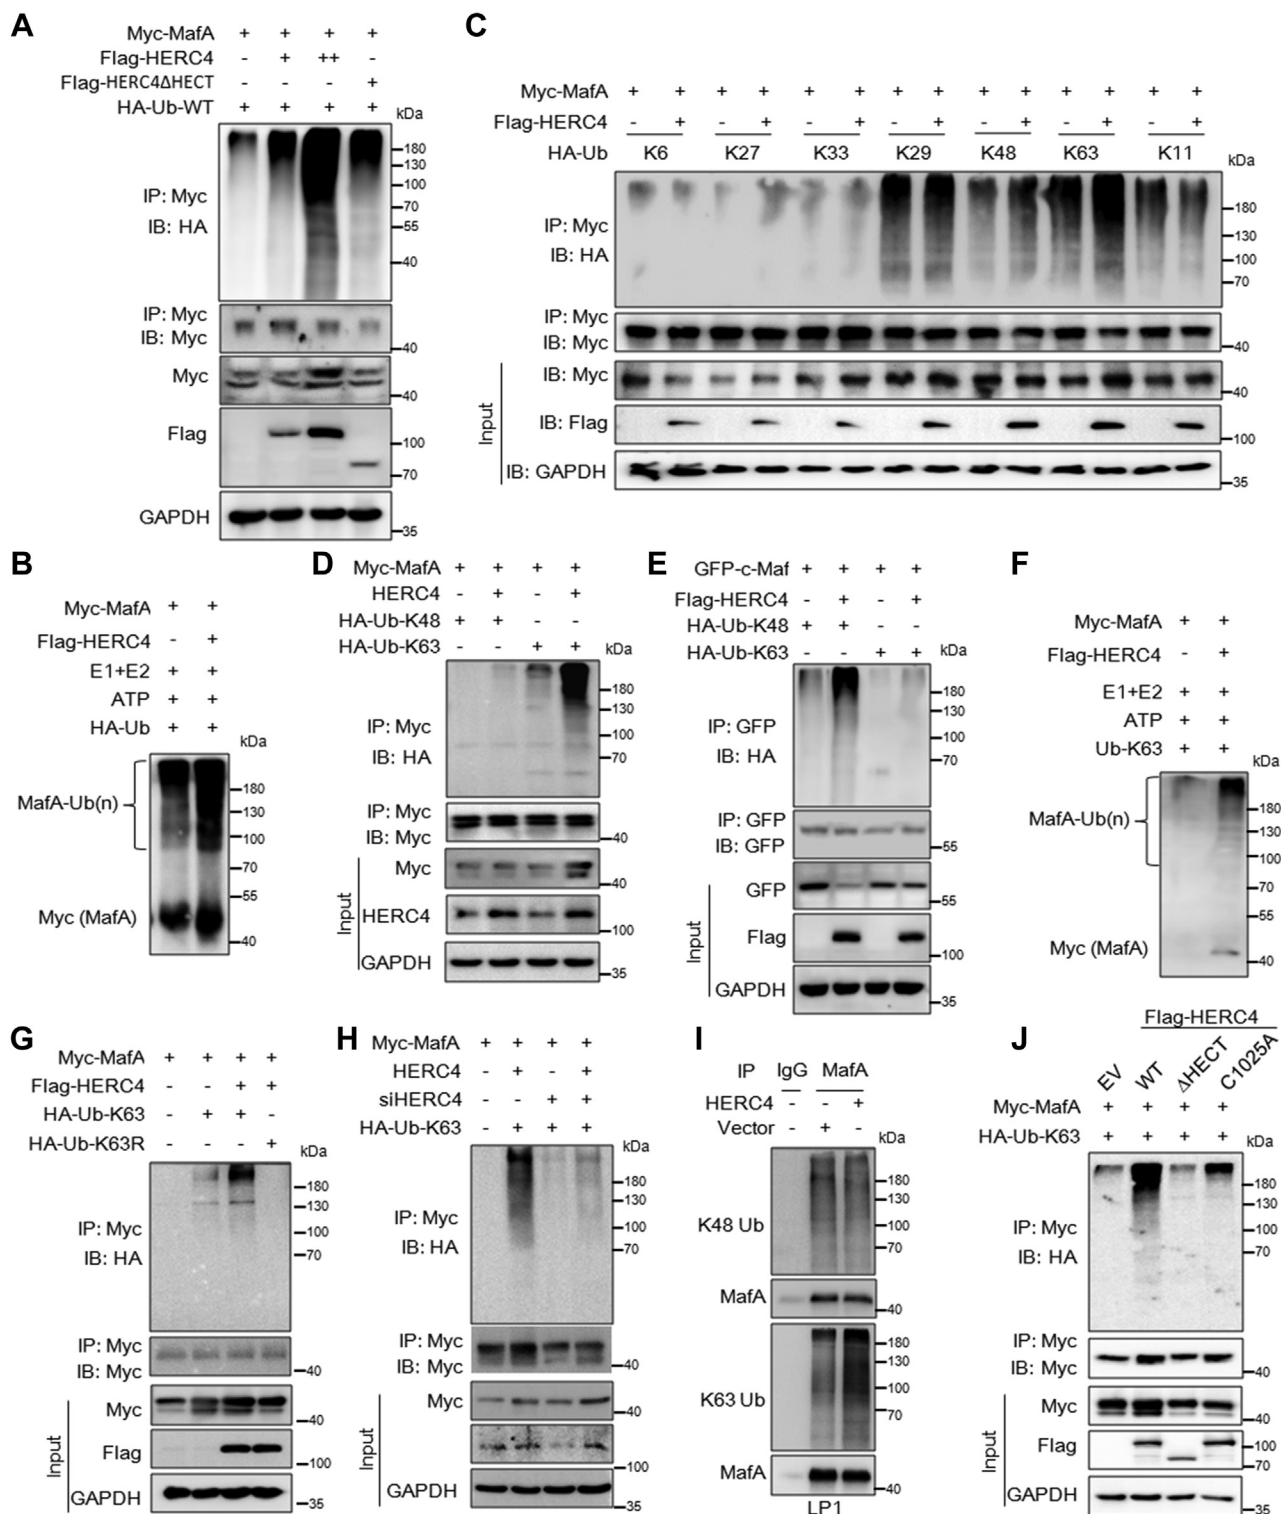 A
Myc-MafA + + + +
Flag-HERC4 - + ++ -
Flag-HERC4ΔHECT - - - +
HA-Ub-WT + + + +
kDa
180
130
IP: Myc
100
70
IB: HA
55
40
IP: Myc
IB: Myc
40
Myc
40
Flag
100
70
GAPDH
35
C
Myc-MafA + + + + + + + + + + + + + +
Flag-HERC4 - + - + - + - + - + - + - +
HA-Ub K6 K27 K33 K29 K48 K63 K11
kDa
IP: Myc
180
IB: HA
130
100
70
IP: Myc
IB: Myc
40
Input
IB: Myc
40
IB: Flag
100
IB: GAPDH
35
B
Myc-MafA + +
Flag-HERC4 - +
E1+E2 + +
ATP + +
HA-Ub + +
kDa
MafA-Ub(n)
180
130
100
70
55
Myc (MafA)
40
D
Myc-MafA + + + +
HERC4 - + - +
HA-Ub-K48 + + - -
HA-Ub-K63 - - + +
kDa
180
130
IP: Myc
100
IB: HA
70
IP: Myc
IB: Myc
40
Input
Myc
40
HERC4
100
GAPDH
35
E
GFP-c-Maf + + + +
Flag-HERC4 - + - +
HA-Ub-K48 + + - -
HA-Ub-K63 - - + +
kDa
180
130
IP: GFP
100
IB: HA
70
IP: GFP
IB: GFP
55
Input
GFP
55
Flag
100
GAPDH
35
F
Myc-MafA + +
Flag-HERC4 - +
E1+E2 + +
ATP + +
Ub-K63 + +
kDa
MafA-Ub(n)
180
130
100
70
55
Myc (MafA)
40
G
Myc-MafA + + + +
Flag-HERC4 - - + +
HA-Ub-K63 - + + -
HA-Ub-K63R - - - +
kDa
180
130
IP: Myc
100
IB: HA
70
IP: Myc
IB: Myc
40
Input
Myc
40
Flag
100
GAPDH
35
H
Myc-MafA + + + +
HERC4 - + - +
siHERC4 - - + +
HA-Ub-K63 - + + +
kDa
180
130
IP: Myc
100
IB: HA
70
IP: Myc
IB: Myc
40
Input
Myc
40
100
GAPDH
35
I
IP IgG MafA
HERC4 - - +
Vector - + -
kDa
180
130
K48 Ub
100
70
MafA
40
180
130
K63 Ub
100
70
MafA
40
LP1
J
Flag-HERC4
EV WT ΔHECT C1025A
Myc-MafA + + + +
HA-Ub-K63 + + + +
kDa
180
130
IP: Myc
100
IB: HA
70
IP: Myc
IB: Myc
40
Input
Myc
40
Flag
100
70
GAPDH
35